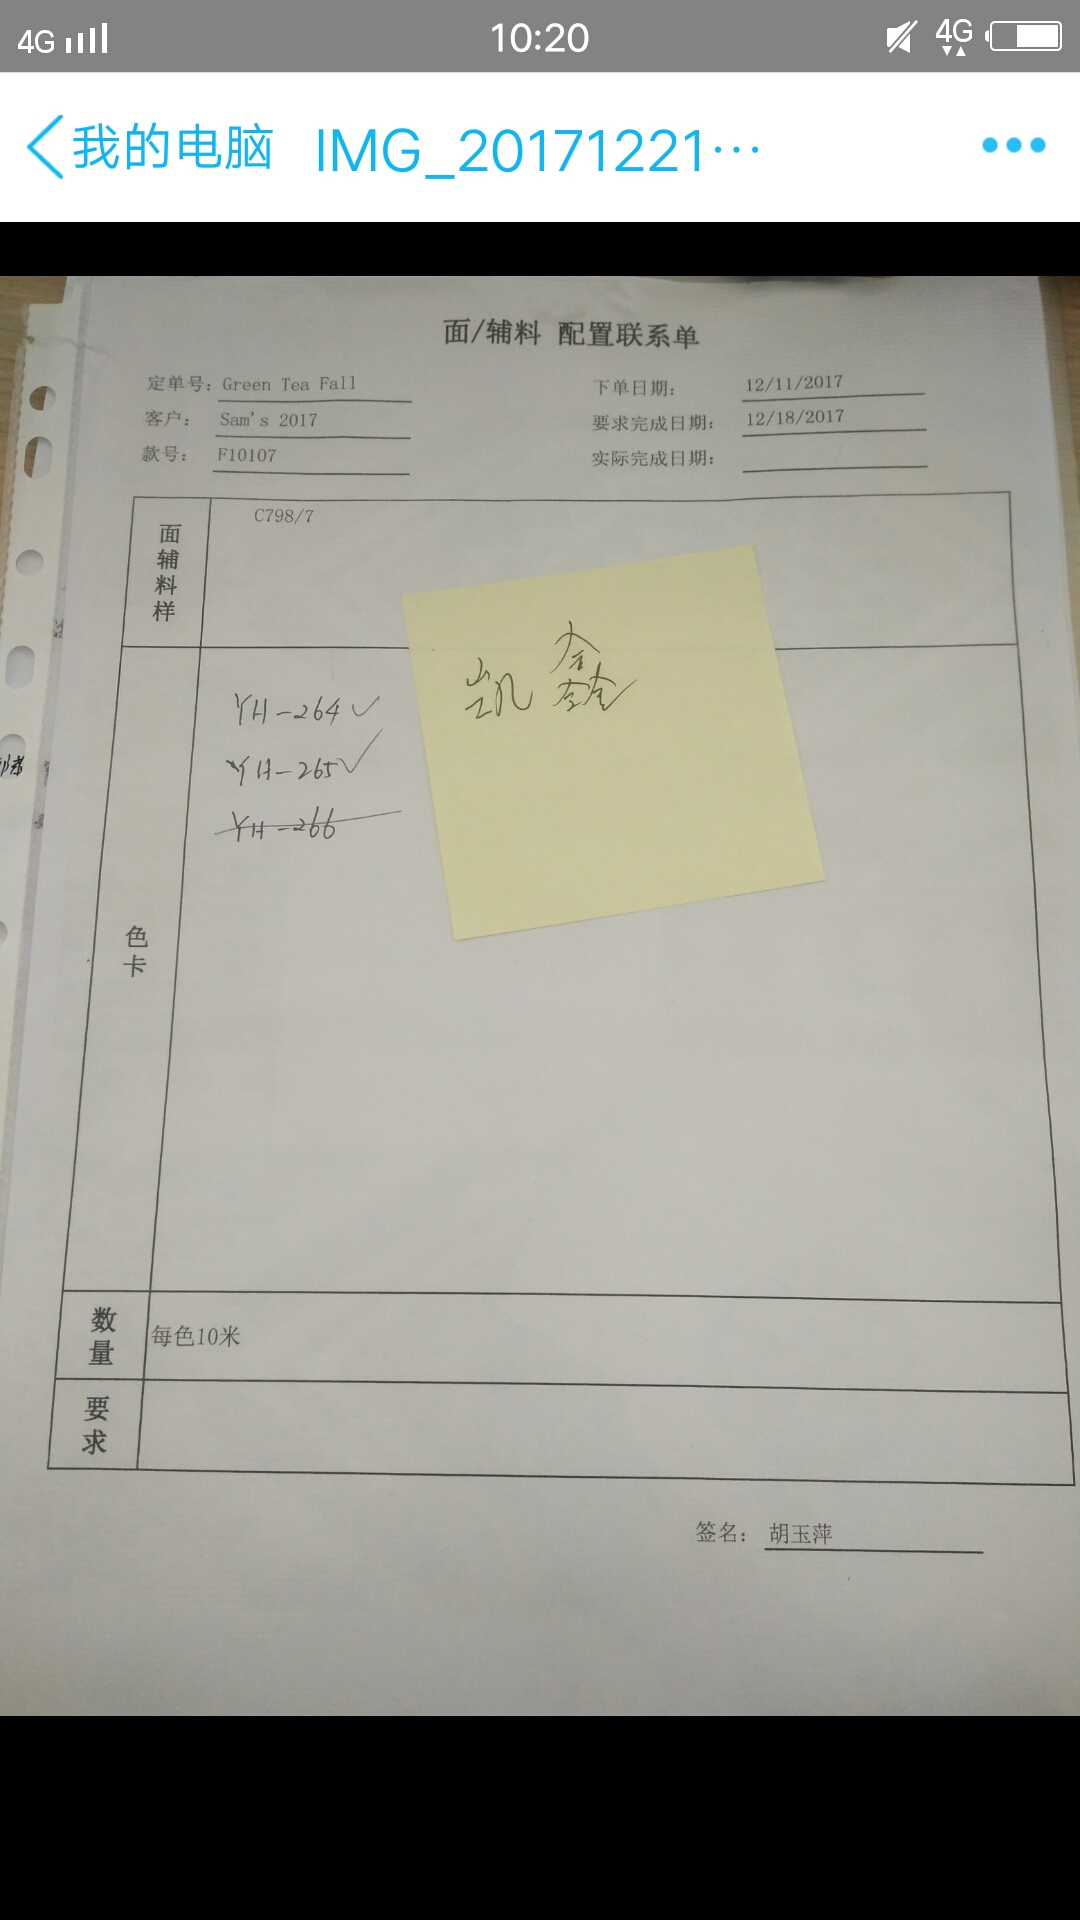 4G 10:20 4G
我的电脑 IMG_20171221···
面/辅料 配置联系单
定单号: Green Tea Fall
下单日期: 12/11/2017
客户: Sam's 2017
要求完成日期: 12/18/2017
款号: F10107
实际完成日期:
面辅料样
C798/7
凯鑫
YH-264 ✓
YH-265 ✓
YH-266
色卡
数量
每色10米
要求
签名: 胡玉萍